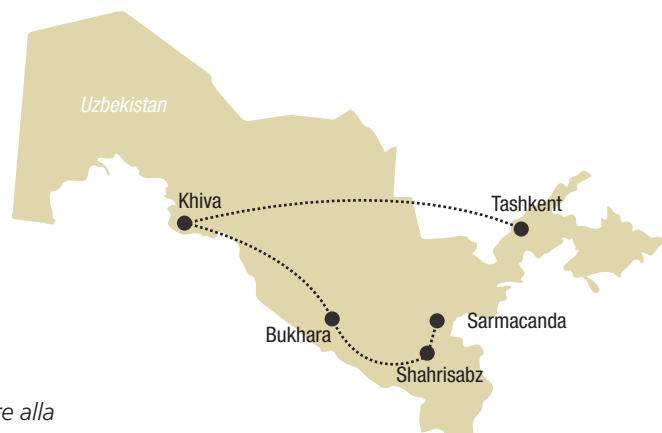 Uzbekistan
Khiva
Tashkent
Bukhara
Sarmacanda
Shahrisabz
re alla